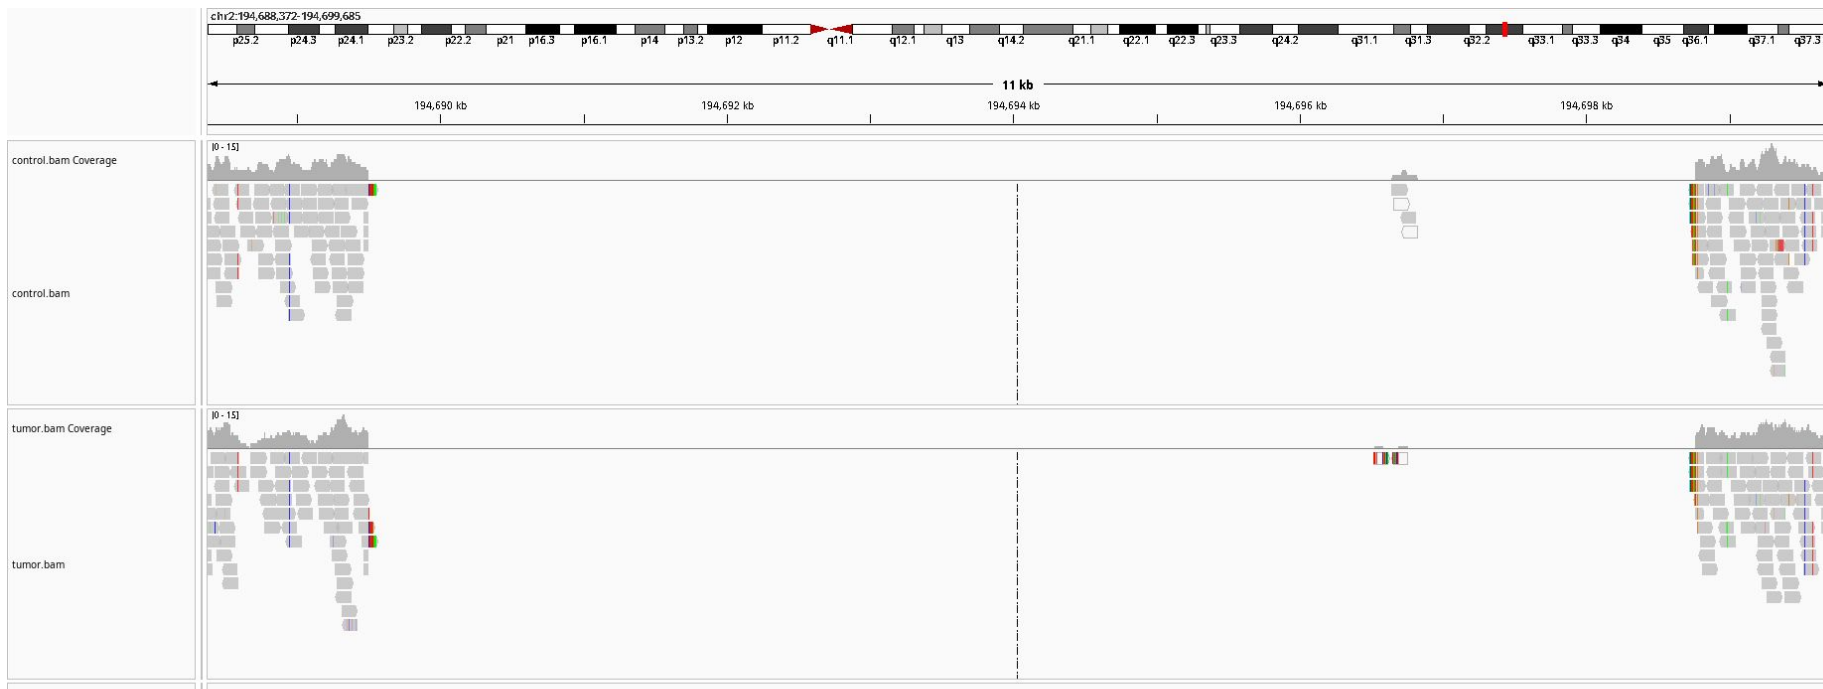 chr2:194,688,372-194,699,685
p25.2 p24.3 p24.1 p23.2 p22.2 p21 p16.3 p16.1 p14 p13.2 p12 p11.2 q11.1 q12.1 q13 q14.2 q21.1 q22.1 q22.3 q23.3 q24.2 q31.1 q31.3 q32.2 q33.1 q33.3 q34 q35 q36.1 q37.1 q37.3
11 kb
194,690 kb 194,692 kb 194,694 kb 194,696 kb 194,698 kb
[0 - 15]
control.bam Coverage
control.bam
[0 - 15]
tumor.bam Coverage
tumor.bam